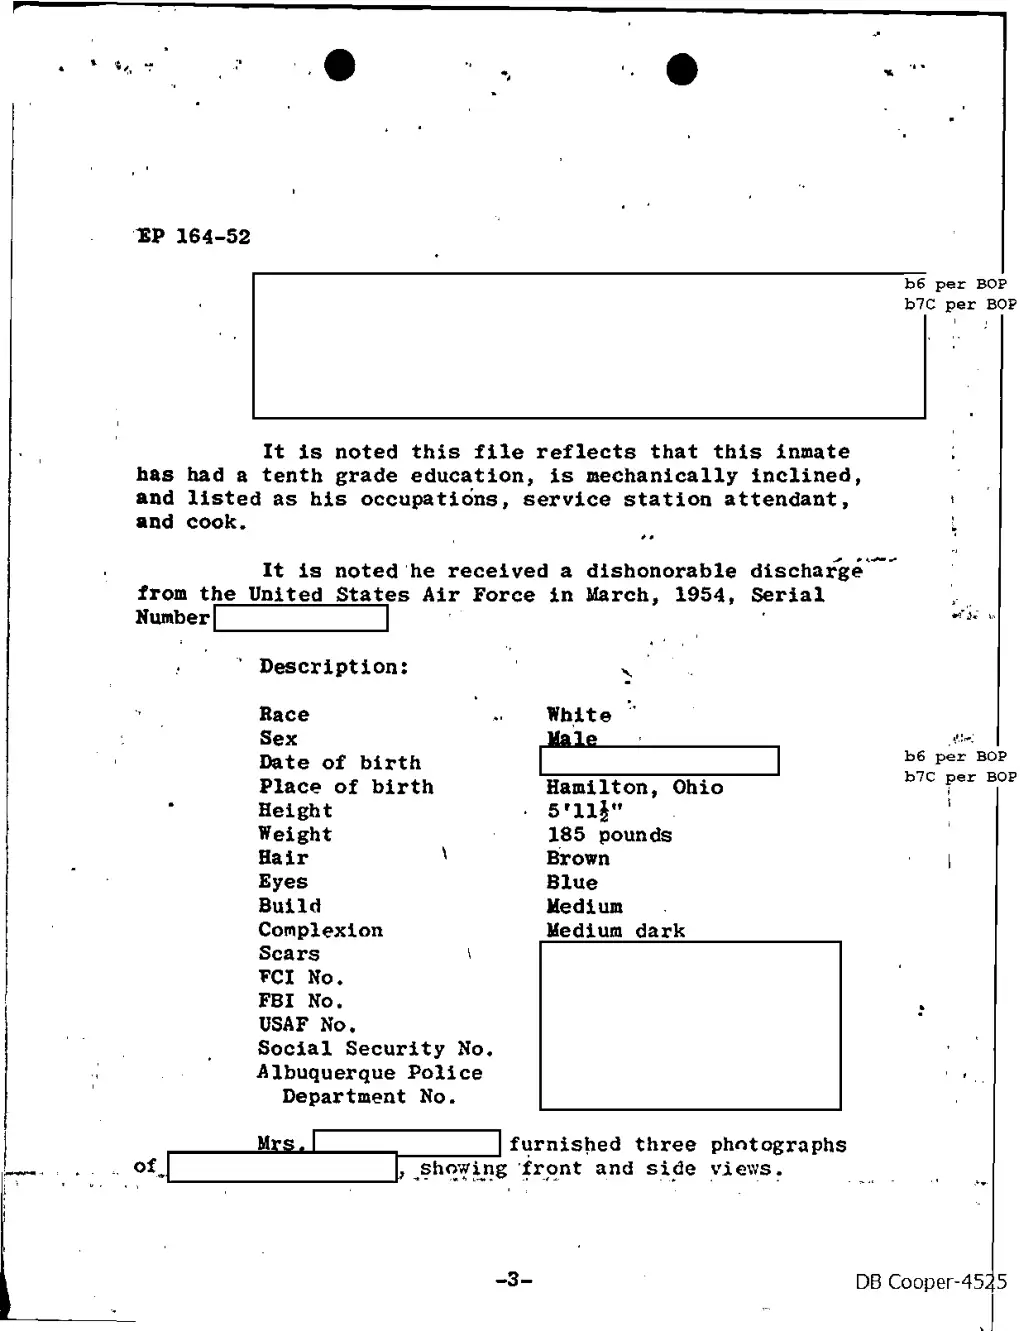 EP 164-52
b6 per BOP
b7C per BOP
It is noted this file reflects that this inmate
has had a tenth grade education, is mechanically inclined,
and listed as his occupations, service station attendant,
and cook.
It is noted he received a dishonorable discharge
from the United States Air Force in March, 1954, Serial
Number
Description:
Race White
Sex Male
Date of birth
b6 per BOP
b7C per BOP
Place of birth Hamilton, Ohio
Height 5'11½"
Weight 185 pounds
Hair Brown
Eyes Blue
Build Medium
Complexion Medium dark
Scars
FCI No.
FBI No.
USAF No.
Social Security No.
Albuquerque Police
Department No.
Mrs. furnished three photographs
of , showing front and side views.
-3-
DB Cooper-4525